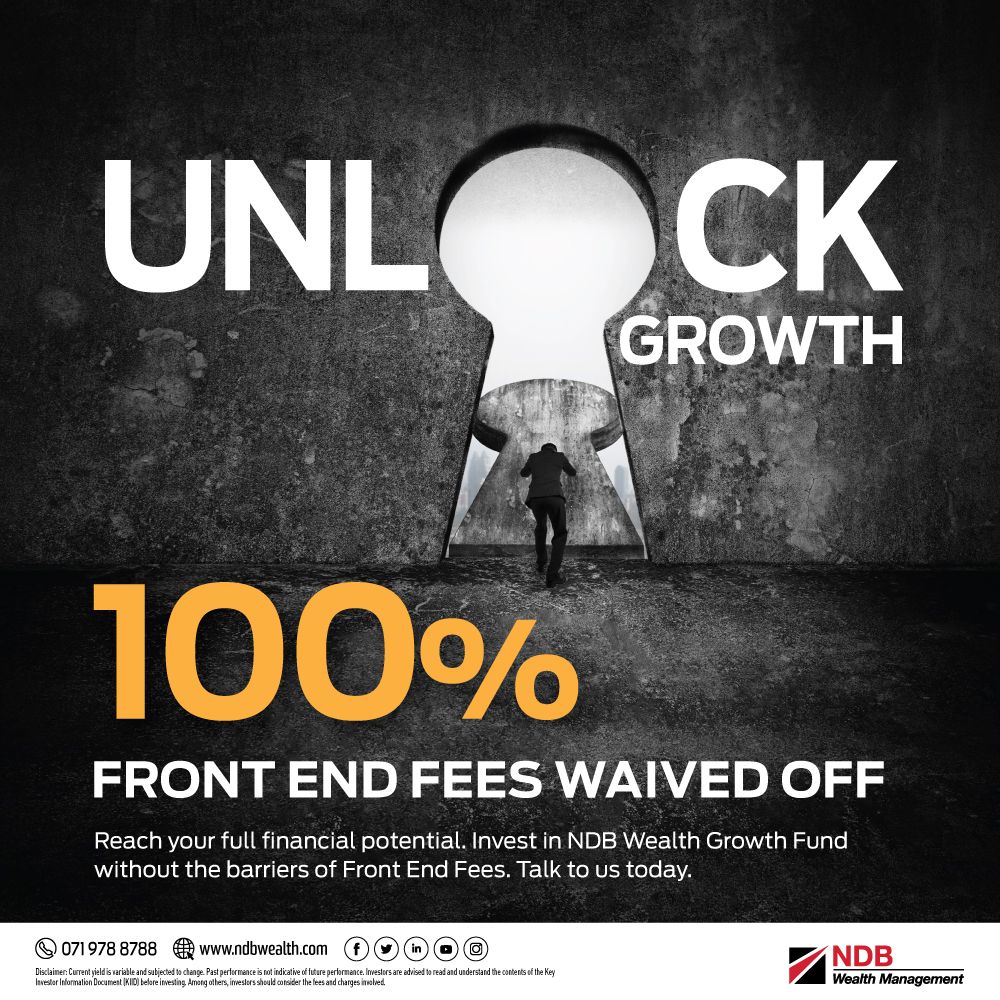 UNLOCK
GROWTH
100%
FRONT END FEES WAIVED OFF
Reach your full financial potential. Invest in NDB Wealth Growth Fund
without the barriers of Front End Fees. Talk to us today.
071 978 8788 www.ndbwealth.com
Disclaimer: Current yield is variable and subjected to change. Past performance is not indicative of future performance. Investors are advised to read and understand the contents of the Key
Investor Information Document (KIID) before investing. Among others, investors should consider the fees and charges involved.
NDB
Wealth Management